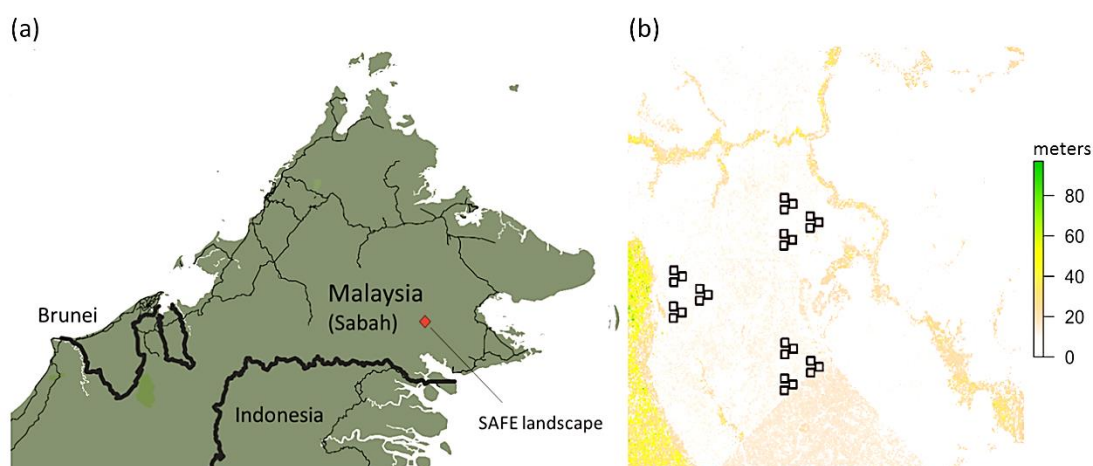 (a)
(b)
Brunei
Malaysia
(Sabah)
Indonesia
SAFE landscape
meters
80
60
40
20
0